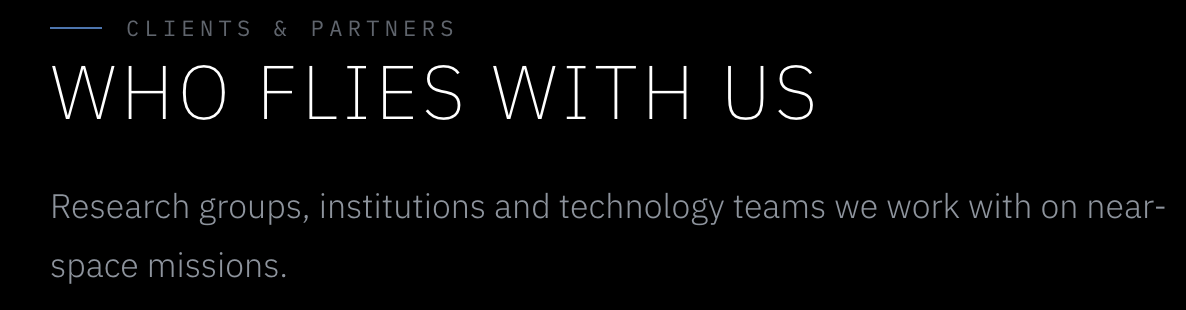 CLIENTS & PARTNERS
WHO FLIES WITH US
Research groups, institutions and technology teams we work with on near-
space missions.